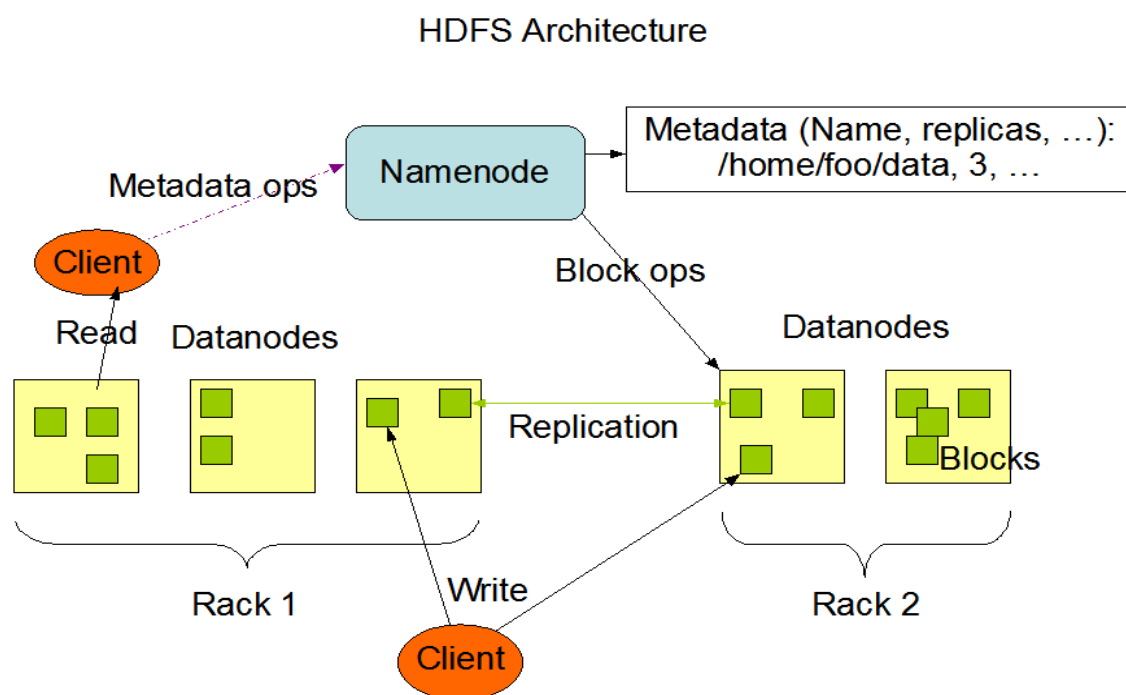 HDFS Architecture
Metadata (Name, replicas, …):
/home/foo/data, 3, …
Namenode
Metadata ops
Client
Block ops
Read
Datanodes
Datanodes
Replication
Blocks
Rack 1
Write
Rack 2
Client